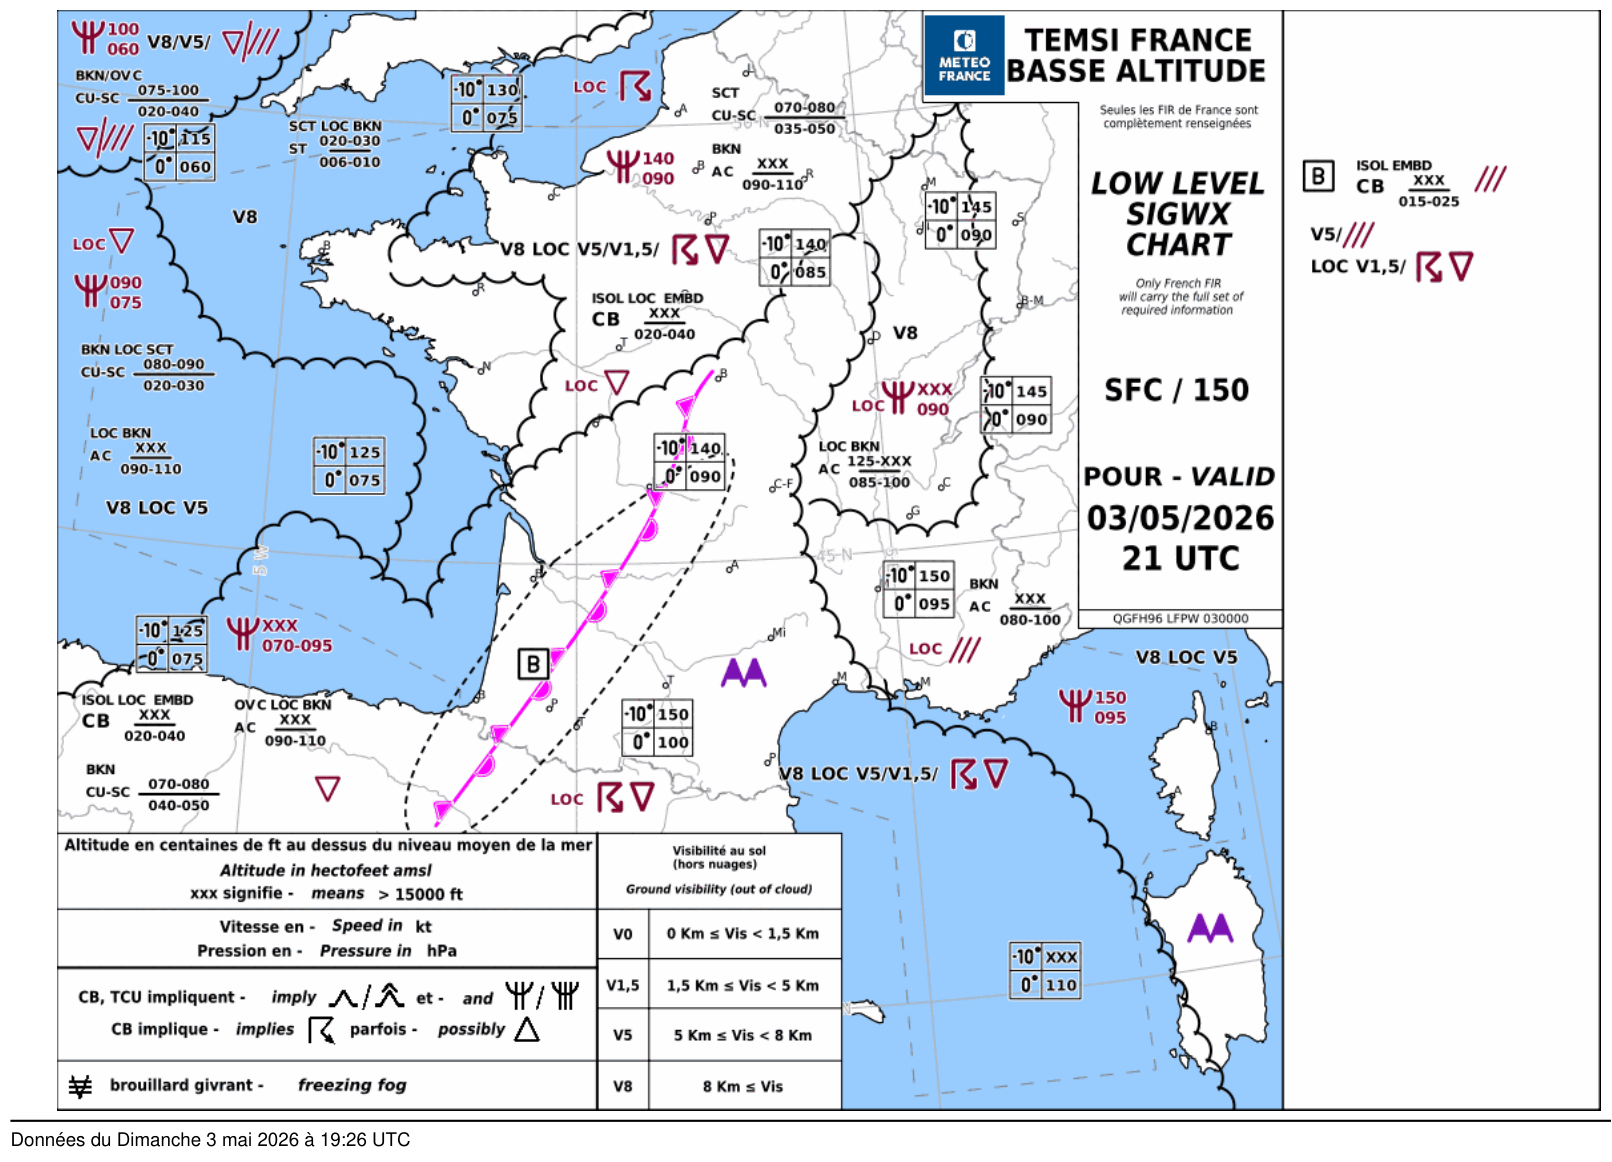 100
060
V8/V5/
BKN/OVC
CU-SC
075-100
020-040
-10° 115
0° 060
SCT LOC BKN
ST
020-030
006-010
-10° 130
0° 075
LOC
SCT
CU-SC
070-080
035-050
BKN
AC
XXX
090-110
140
090
V8
LOC
090
075
V8 LOC V5/V1,5/
-10° 140
0° 085
-10° 145
0° 090
ISOL LOC EMBD
CB
XXX
020-040
V8
BKN LOC SCT
CU-SC
080-090
020-030
LOC
LOC
XXX
090
-10° 145
0° 090
LOC BKN
AC
XXX
090-110
-10° 125
0° 075
-10° 140
0° 090
LOC BKN
AC
125-XXX
085-100
V8 LOC V5
45 N
5 W
-10° 150
0° 095
BKN
AC
XXX
080-100
-10° 125
0° 075
XXX
070-095
B
LOC
V8 LOC V5
150
095
ISOL LOC EMBD
CB
XXX
020-040
OVC LOC BKN
AC
XXX
090-110
-10° 150
0° 100
BKN
CU-SC
070-080
040-050
LOC
V8 LOC V5/V1,5/
-10° XXX
0° 110
METEO
FRANCE
TEMSI FRANCE
BASSE ALTITUDE
Seules les FIR de France sont
complètement renseignées
LOW LEVEL
SIGWX
CHART
Only French FIR
will carry the full set of
required information
SFC / 150
POUR - VALID
03/05/2026
21 UTC
QGFH96 LFPW 030000
B
ISOL EMBD
CB
XXX
015-025
V5/
LOC V1,5/
Altitude en centaines de ft au dessus du niveau moyen de la mer
Altitude in hectofeet amsl
xxx signifie - means > 15000 ft
Vitesse en - Speed in kt
Pression en - Pressure in hPa
CB, TCU impliquent - imply / et - and /
CB implique - implies parfois - possibly
brouillard givrant - freezing fog
Visibilité au sol
(hors nuages)
Ground visibility (out of cloud)
V0 0 Km ≤ Vis < 1,5 Km
V1,5 1,5 Km ≤ Vis < 5 Km
V5 5 Km ≤ Vis < 8 Km
V8 8 Km ≤ Vis
Données du Dimanche 3 mai 2026 à 19:26 UTC